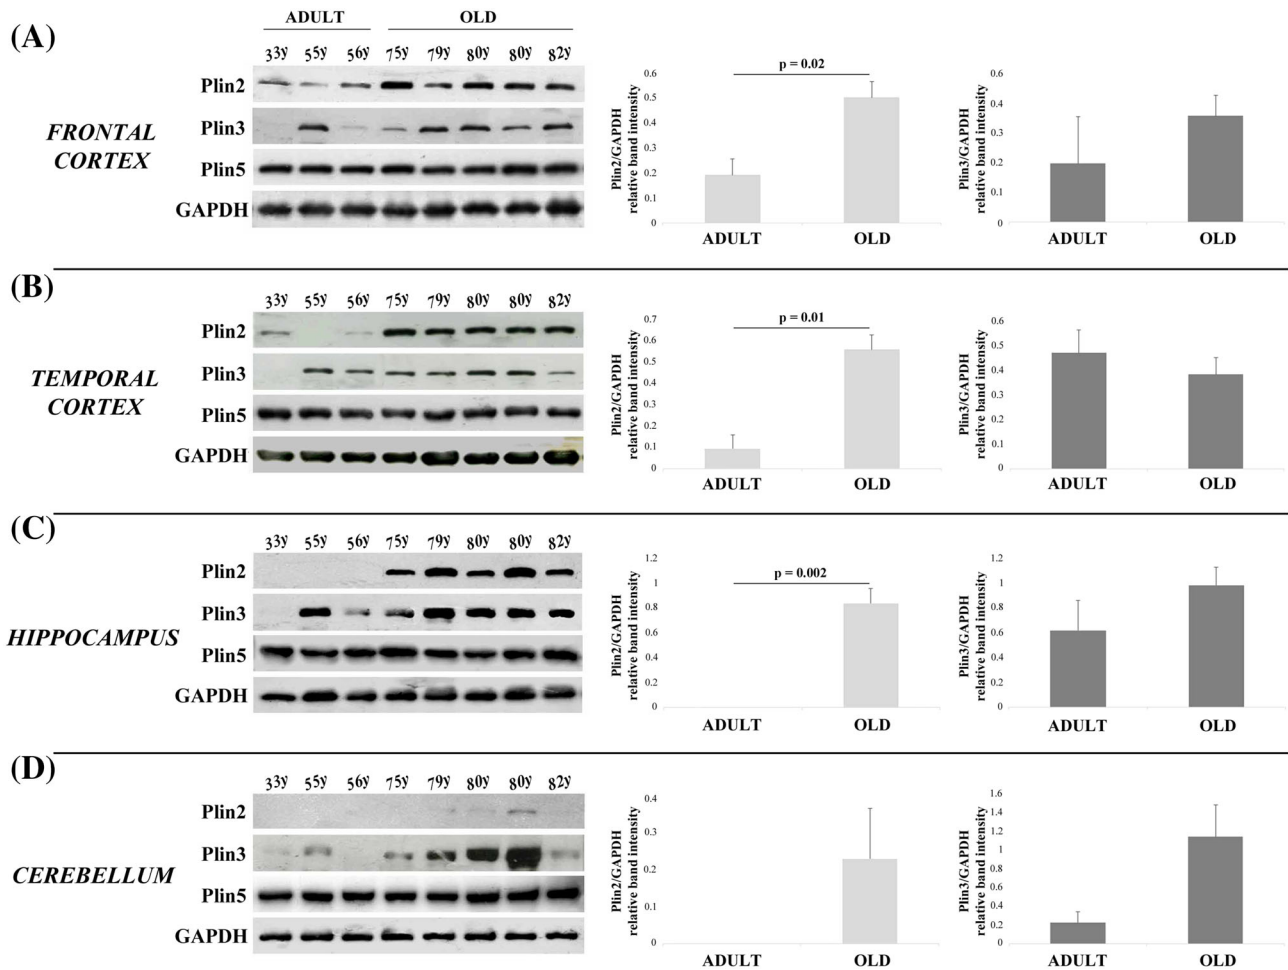 (A)
ADULT OLD
33y 55y 56y 75y 79y 80y 80y 82y
FRONTAL
CORTEX
Plin2
Plin3
Plin5
GAPDH
Plin2/GAPDH
relative band intensity
0.6
0.5
0.4
0.3
0.2
0.1
0
p = 0.02
ADULT OLD
Plin3/GAPDH
relative band intensity
0.6
0.5
0.4
0.3
0.2
0.1
0
ADULT OLD
(B)
33y 55y 56y 75y 79y 80y 80y 82y
TEMPORAL
CORTEX
Plin2
Plin3
Plin5
GAPDH
Plin2/GAPDH
relative band intensity
0.7
0.6
0.5
0.4
0.3
0.2
0.1
0
p = 0.01
ADULT OLD
Plin3/GAPDH
relative band intensity
0.6
0.5
0.4
0.3
0.2
0.1
0
ADULT OLD
(C)
33y 55y 56y 75y 79y 80y 80y 82y
HIPPOCAMPUS
Plin2
Plin3
Plin5
GAPDH
Plin2/GAPDH
relative band intensity
1.2
1
0.8
0.6
0.4
0.2
0
p = 0.002
ADULT OLD
Plin3/GAPDH
relative band intensity
1.2
1
0.8
0.6
0.4
0.2
0
ADULT OLD
(D)
33y 55y 56y 75y 79y 80y 80y 82y
CEREBELLUM
Plin2
Plin3
Plin5
GAPDH
Plin2/GAPDH
relative band intensity
0.4
0.3
0.2
0.1
0
ADULT OLD
Plin3/GAPDH
relative band intensity
1.6
1.4
1.2
1
0.8
0.6
0.4
0.2
0
ADULT OLD